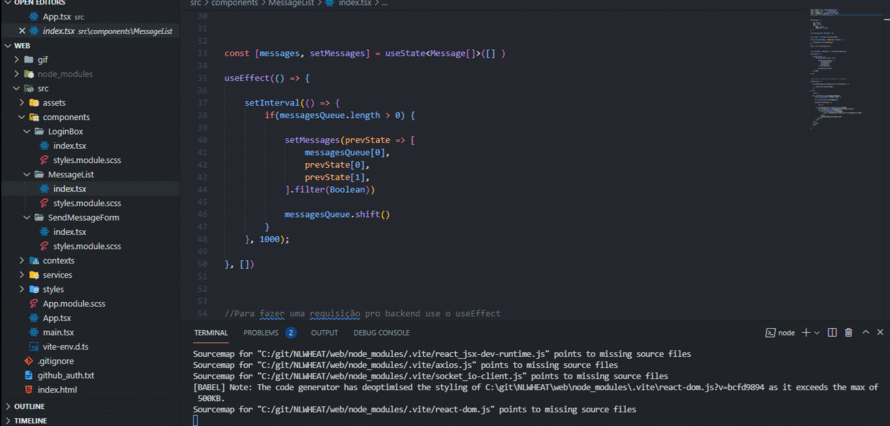 OPEN EDITORS
App.tsx src
index.tsx src\components\MessageList
WEB
gif
node_modules
src
assets
components
LoginBox
index.tsx
styles.module.scss
MessageList
index.tsx
styles.module.scss
SendMessageForm
index.tsx
styles.module.scss
contexts
services
styles
App.module.scss
App.tsx
main.tsx
vite-env.d.ts
.gitignore
github_auth.txt
index.html
OUTLINE
TIMELINE
src > components > MessageList > index.tsx > ...
30
31
32
33 const [messages, setMessages] = useState<Message[]>([] )
34
35 useEffect(() => {
36
37 setInterval(() => {
38 if(messagesQueue.length > 0) {
39
40 setMessages(prevState => [
41 messagesQueue[0],
42 prevState[0],
43 prevState[1],
44 ].filter(Boolean))
45
46 messagesQueue.shift()
47 }
48 }, 1000);
49
50 }, [])
51
52
53
54 //Para fazer uma requisição pro backend use o useEffect
TERMINAL PROBLEMS 2 OUTPUT DEBUG CONSOLE node
Sourcemap for "C:/git/NLWHEAT/web/node_modules/.vite/react_jsx-dev-runtime.js" points to missing source files
Sourcemap for "C:/git/NLWHEAT/web/node_modules/.vite/axios.js" points to missing source files
Sourcemap for "C:/git/NLWHEAT/web/node_modules/.vite/socket_io-client.js" points to missing source files
[BABEL] Note: The code generator has deoptimised the styling of C:\git\NLWHEAT\web\node_modules\.vite\react-dom.js?v=bcfd9894 as it exceeds the max of
500KB.
Sourcemap for "C:/git/NLWHEAT/web/node_modules/.vite/react-dom.js" points to missing source files